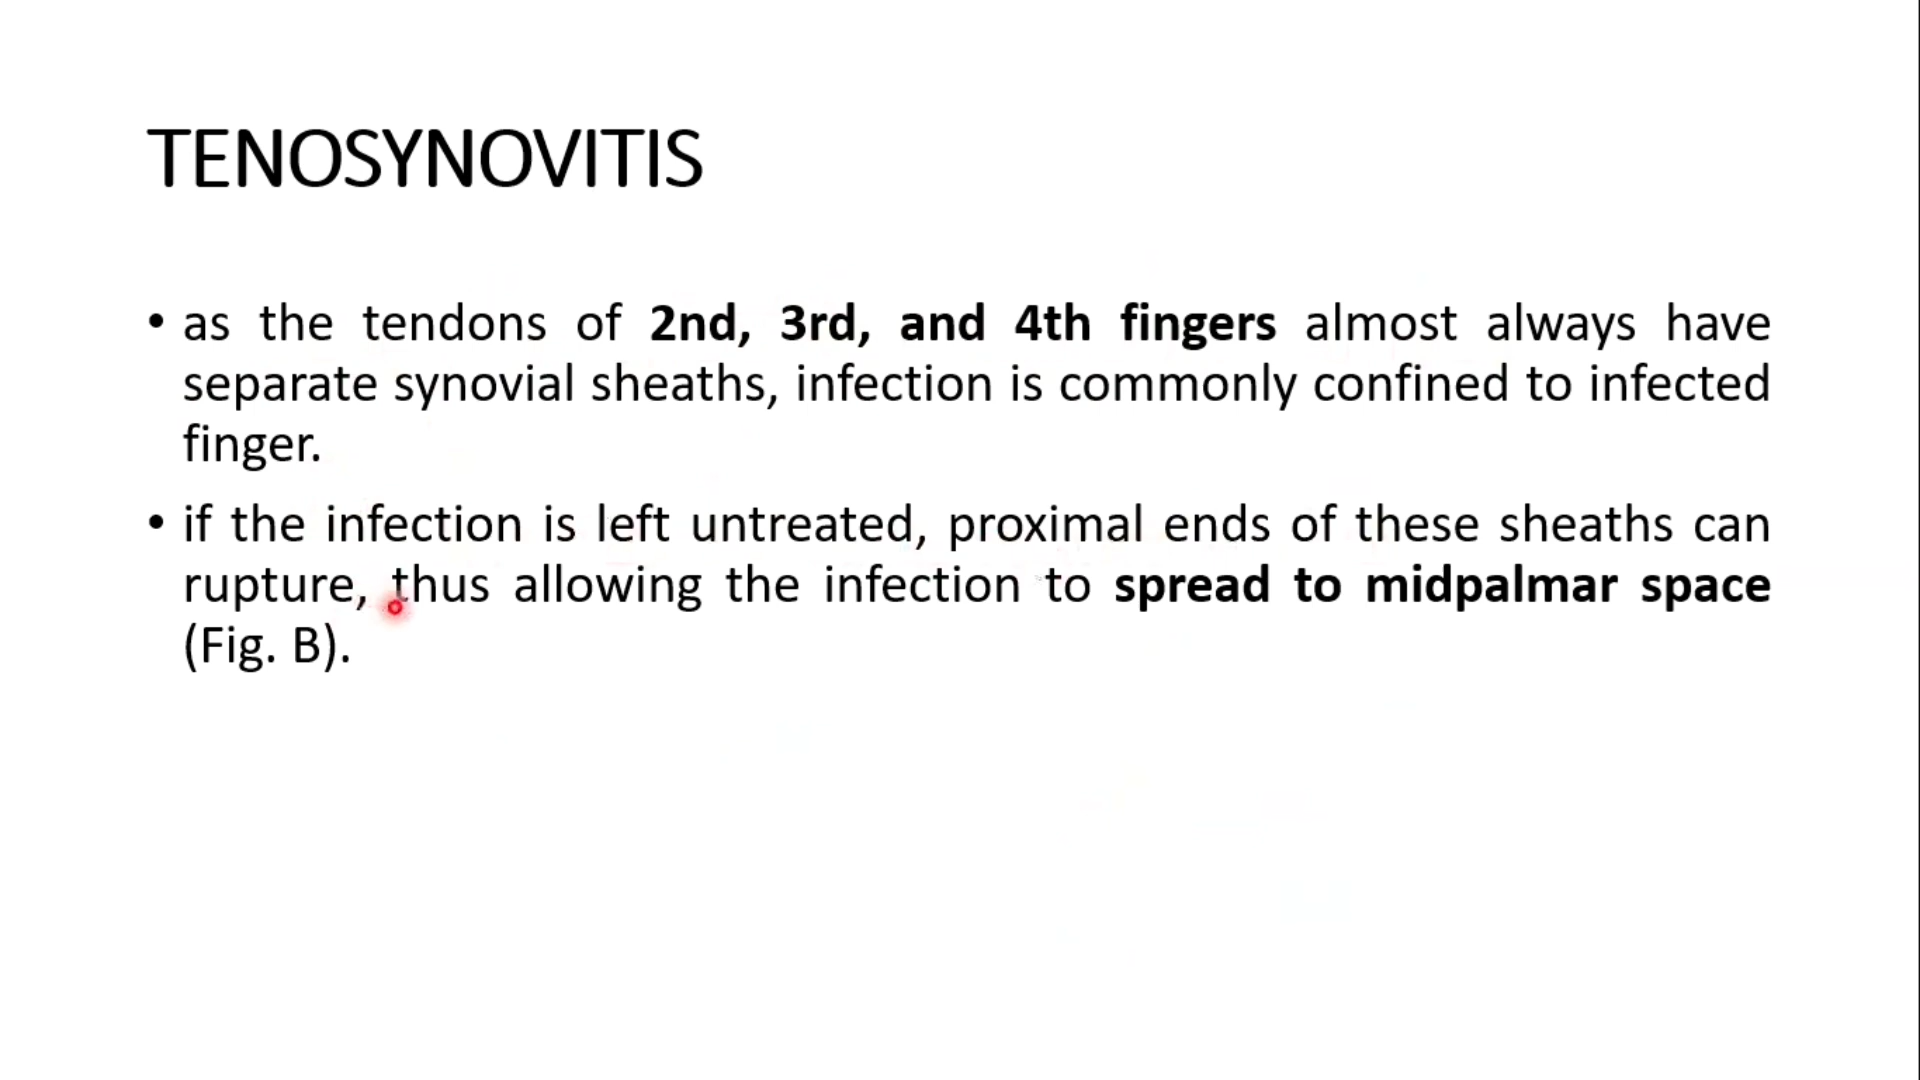 TENOSYNOVITIS
• as the tendons of 2nd, 3rd, and 4th fingers almost always have
separate synovial sheaths, infection is commonly confined to infected
finger.
• if the infection is left untreated, proximal ends of these sheaths can
rupture, thus allowing the infection to spread to midpalmar space
(Fig. B).